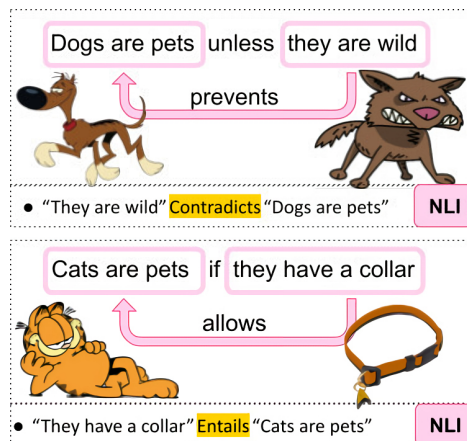 Dogs are pets unless they are wild
prevents
● “They are wild” Contradicts “Dogs are pets”
NLI
Cats are pets if they have a collar
allows
● “They have a collar” Entails “Cats are pets”
NLI